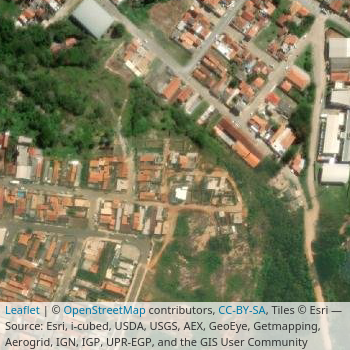 Leaflet | © OpenStreetMap contributors, CC-BY-SA, Tiles © Esri —
Source: Esri, i-cubed, USDA, USGS, AEX, GeoEye, Getmapping,
Aerogrid, IGN, IGP, UPR-EGP, and the GIS User Community